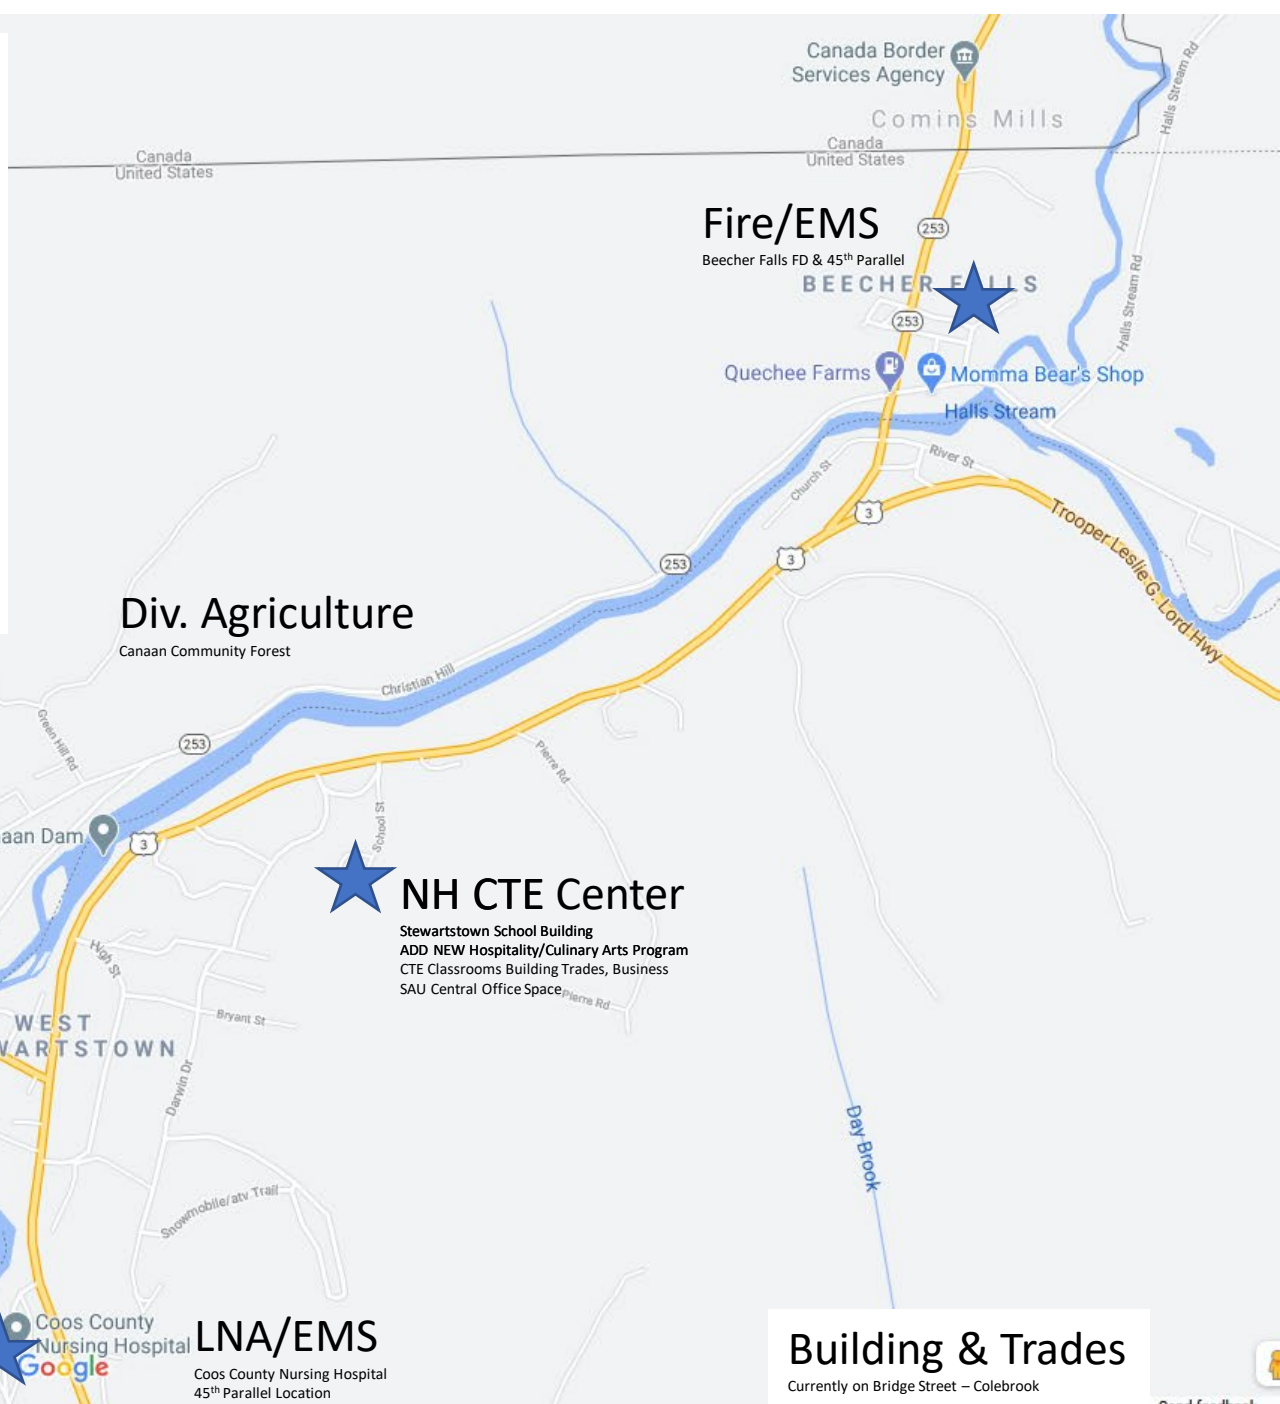 Canada Border
Services Agency
Comins Mills
Halls Stream Rd
Canada
United States
Canada
United States
Fire/EMS
253
Beecher Falls FD & 45th Parallel
BEECHER FALLS
Halls Stream Rd
253
Quechee Farms
Momma Bear's Shop
Halls Stream
River St
Church St
3
Trooper Leslie G. Lord Hwy
3
253
Div. Agriculture
Canaan Community Forest
Christian Hill
Green Hill Rd
253
Pierre Rd
School St
aan Dam
3
NH CTE Center
Stewartstown School Building
ADD NEW Hospitality/Culinary Arts Program
CTE Classrooms Building Trades, Business
SAU Central Office Space
Pierre Rd
High St
Bryant St
WEST
WARTSTOWN
Darwin Dr
Day Brook
Snowmobile/atv Trail
Coos County
Nursing Hospital
Google
LNA/EMS
Coos County Nursing Hospital
45th Parallel Location
Building & Trades
Currently on Bridge Street – Colebrook